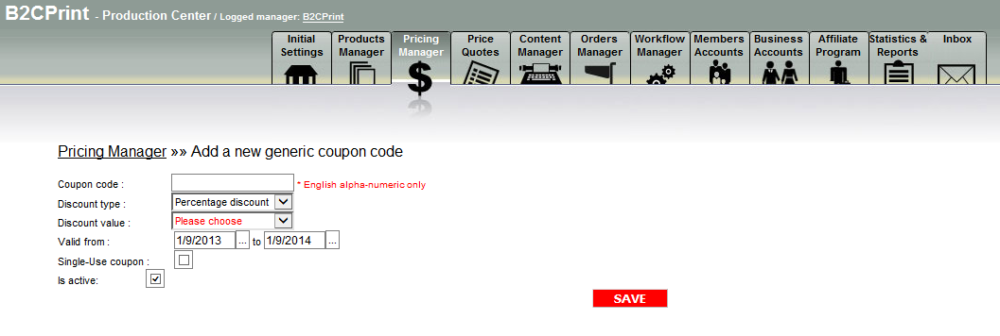 B2CPrint - Production Center / Logged manager: B2CPrint
Initial Settings
Products Manager
Pricing Manager
Price Quotes
Content Manager
Orders Manager
Workflow Manager
Members Accounts
Business Accounts
Affiliate Program
Statistics & Reports
Inbox
$
Pricing Manager »» Add a new generic coupon code
Coupon code : * English alpha-numeric only
Discount type : Percentage discount
Discount value : Please choose
Valid from : 1/9/2013 ... to 1/9/2014 ...
Single-Use coupon :
Is active:
SAVE